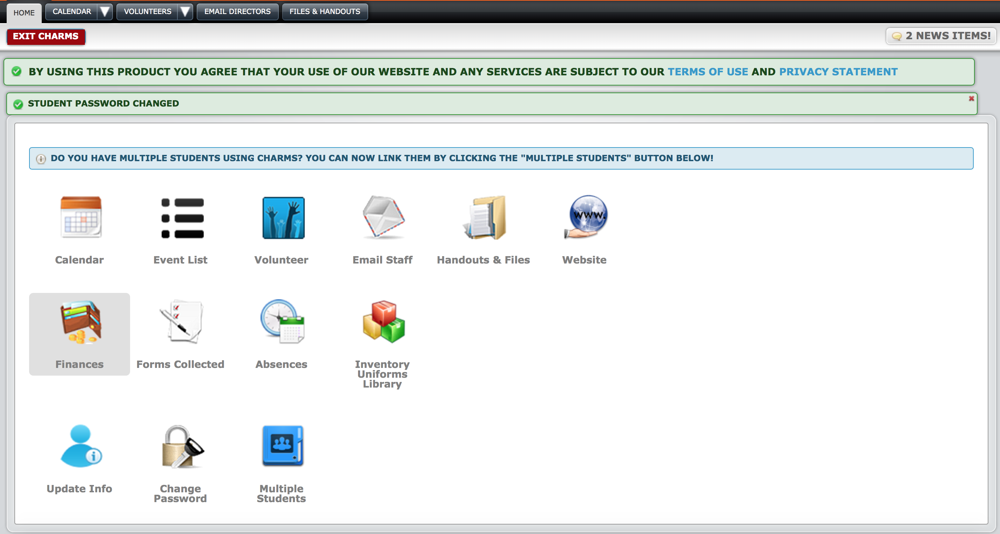 HOME
CALENDAR
VOLUNTEERS
EMAIL DIRECTORS
FILES & HANDOUTS
EXIT CHARMS
2 NEWS ITEMS!
BY USING THIS PRODUCT YOU AGREE THAT YOUR USE OF OUR WEBSITE AND ANY SERVICES ARE SUBJECT TO OUR TERMS OF USE AND PRIVACY STATEMENT
STUDENT PASSWORD CHANGED
DO YOU HAVE MULTIPLE STUDENTS USING CHARMS? YOU CAN NOW LINK THEM BY CLICKING THE "MULTIPLE STUDENTS" BUTTON BELOW!
www.
Calendar
Event List
Volunteer
Email Staff
Handouts & Files
Website
Finances
Forms Collected
Absences
Inventory
Uniforms
Library
Update Info
Change
Password
Multiple
Students